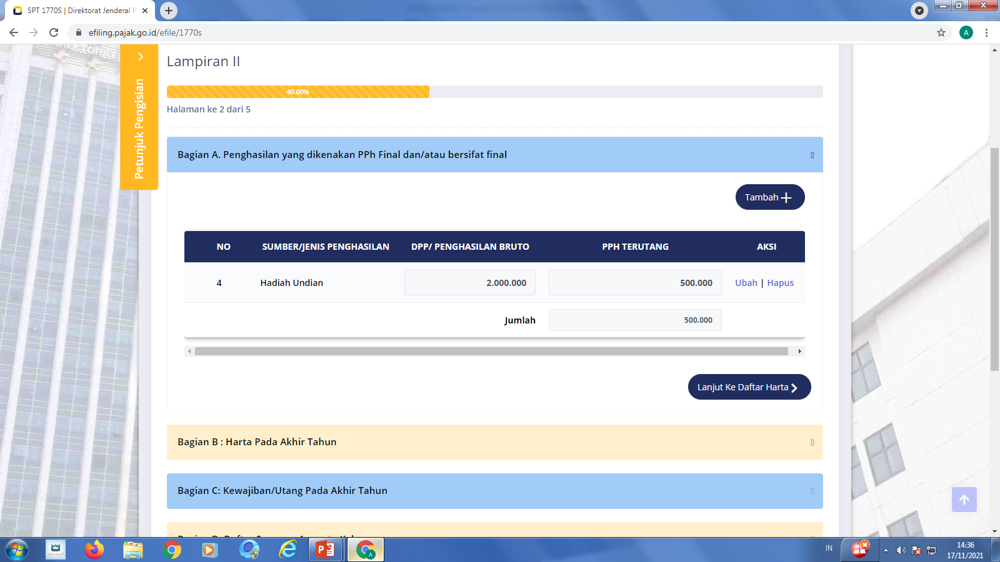 SPT 1770S | Direktorat Jenderal P
efiling.pajak.go.id/efile/1770s
A
Petunjuk Pengisian
Lampiran II
40.00%
Halaman ke 2 dari 5
Bagian A. Penghasilan yang dikenakan PPh Final dan/atau bersifat final
Tambah
NO SUMBER/JENIS PENGHASILAN DPP/ PENGHASILAN BRUTO PPH TERUTANG AKSI
4 Hadiah Undian 2.000.000 500.000 Ubah | Hapus
Jumlah 500.000
Lanjut Ke Daftar Harta
Bagian B : Harta Pada Akhir Tahun
Bagian C: Kewajiban/Utang Pada Akhir Tahun
IN
14:36
17/11/2021